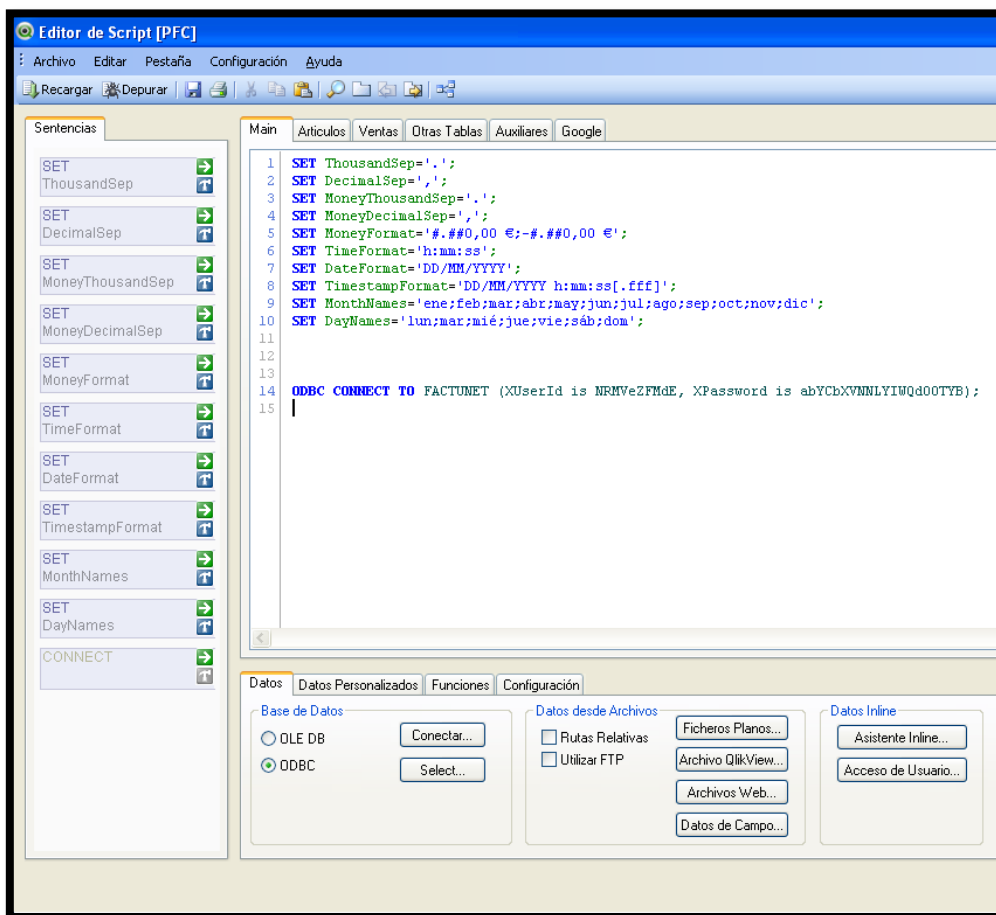 Editor de Script [PFC]
Archivo Editar Pestaña Configuración Ayuda
Recargar Depurar
Sentencias
SET
ThousandSep
SET
DecimalSep
SET
MoneyThousandSep
SET
MoneyDecimalSep
SET
MoneyFormat
SET
TimeFormat
SET
DateFormat
SET
TimestampFormat
SET
MonthNames
SET
DayNames
CONNECT
Main Articulos Ventas Otras Tablas Auxiliares Google
1 SET ThousandSep='.';
2 SET DecimalSep=',';
3 SET MoneyThousandSep='.';
4 SET MoneyDecimalSep=',';
5 SET MoneyFormat='#.##0,00 €;-#.##0,00 €';
6 SET TimeFormat='h:mm:ss';
7 SET DateFormat='DD/MM/YYYY';
8 SET TimestampFormat='DD/MM/YYYY h:mm:ss[.fff]';
9 SET MonthNames='ene;feb;mar;abr;may;jun;jul;ago;sep;oct;nov;dic';
10 SET DayNames='lun;mar;mié;jue;vie;sáb;dom';
11
12
13
14 ODBC CONNECT TO FACTUNET (XUserId is NRMVeZFMdE, XPassword is abYCbXVNNLYIWQdOOTYB);
15
Datos Datos Personalizados Funciones Configuración
Base de Datos
OLE DB
ODBC
Conectar...
Select...
Datos desde Archivos
Rutas Relativas
Utilizar FTP
Ficheros Planos...
Archivo QlikView...
Archivos Web...
Datos de Campo...
Datos Inline
Asistente Inline...
Acceso de Usuario...